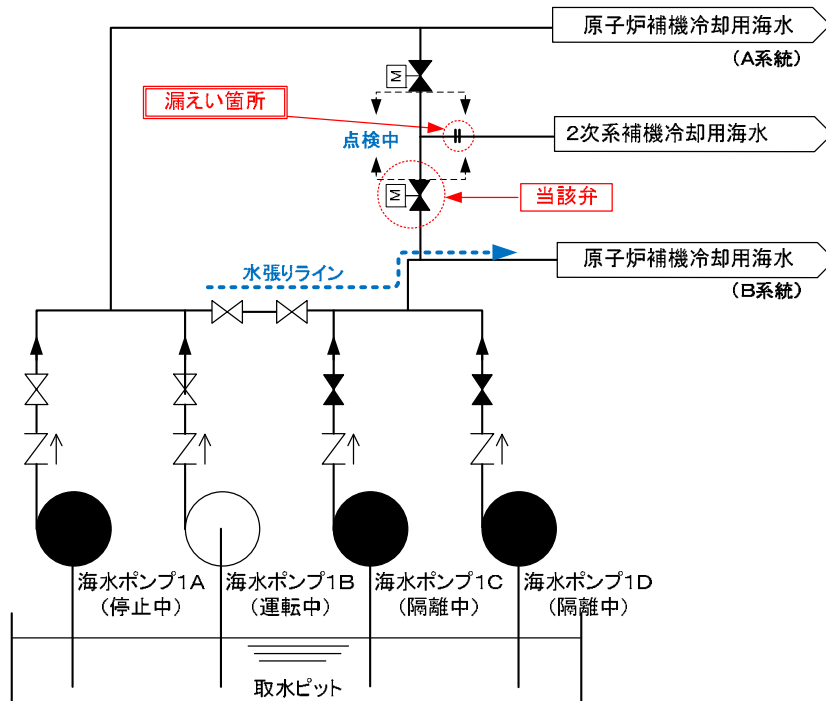 原子炉補機冷却用海水
(A系統)
M
漏えい箇所
点検中
2次系補機冷却用海水
M
当該弁
水張りライン
原子炉補機冷却用海水
(B系統)
海水ポンプ1A
(停止中)
海水ポンプ1B
(運転中)
海水ポンプ1C
(隔離中)
海水ポンプ1D
(隔離中)
取水ピット